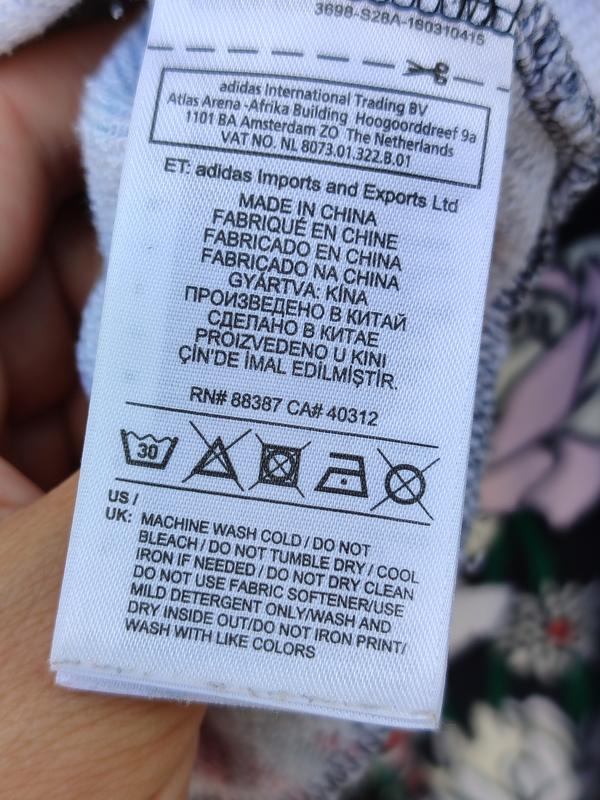 3698-S28A-190310415
adidas International Trading BV
Atlas Arena -Afrika Building Hoogoorddreef 9a
1101 BA Amsterdam ZO The Netherlands
VAT NO. NL 8073.01.322.B.01
ET: adidas Imports and Exports Ltd
MADE IN CHINA
FABRIQUÉ EN CHINE
FABRICADO EN CHINA
FABRICADO NA CHINA
GYÁRTVA: KÍNA
ПРОИЗВЕДЕНО В КИТАЙ
СДЕЛАНО В КИТАЕ
PROIZVEDENO U KINI
ÇİN'DE İMAL EDİLMİŞTİR.
RN# 88387 CA# 40312
30
US /
UK: MACHINE WASH COLD / DO NOT
BLEACH / DO NOT TUMBLE DRY / COOL
IRON IF NEEDED / DO NOT DRY CLEAN
DO NOT USE FABRIC SOFTENER/USE
MILD DETERGENT ONLY/WASH AND
DRY INSIDE OUT/DO NOT IRON PRINT/
WASH WITH LIKE COLORS